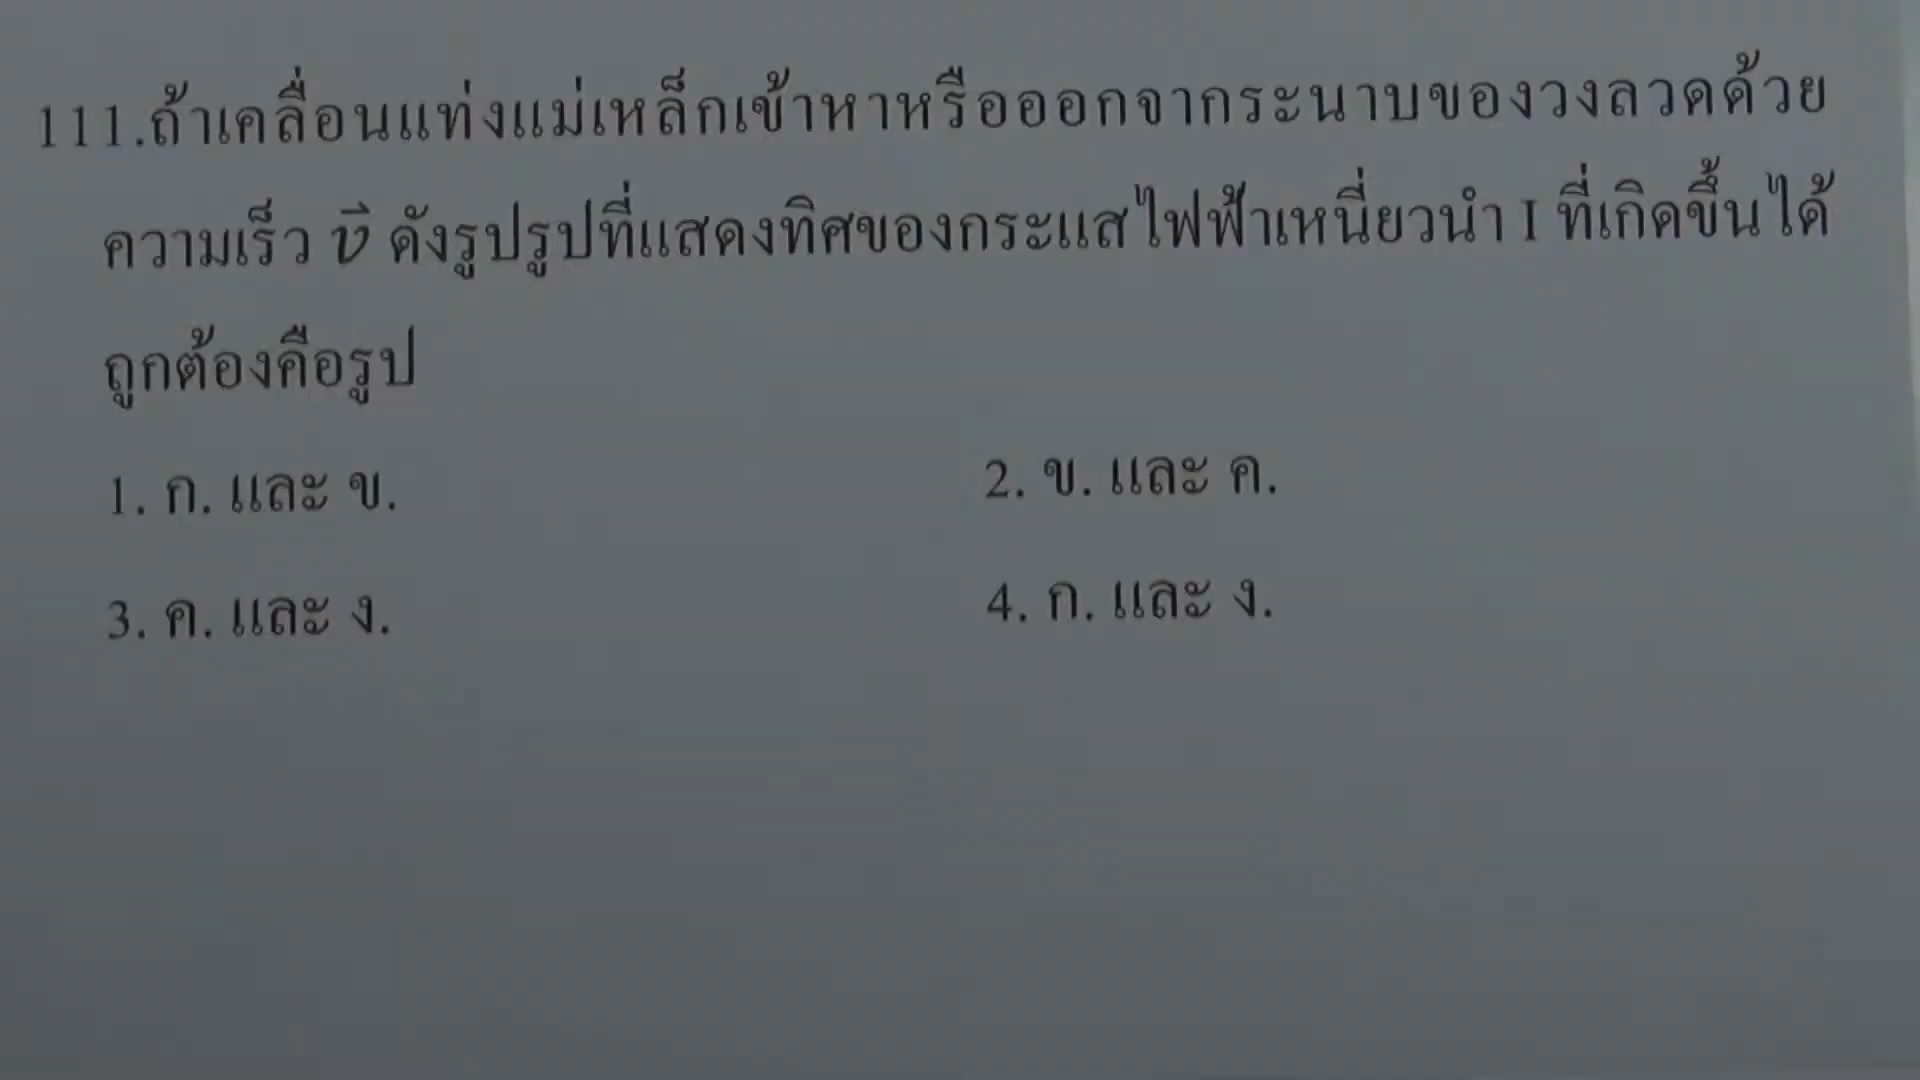 111.ถ้าเคลื่อนแท่งแม่เหล็กเข้าหาหรือออกจากระนาบของวงลวดด้วย
ความเร็ว v⃗ ดังรูปรูปที่แสดงทิศของกระแสไฟฟ้าเหนี่ยวนำ I ที่เกิดขึ้นได้
ถูกต้องคือรูป
1. ก. และ ข.
2. ข. และ ค.
3. ค. และ ง.
4. ก. และ ง.